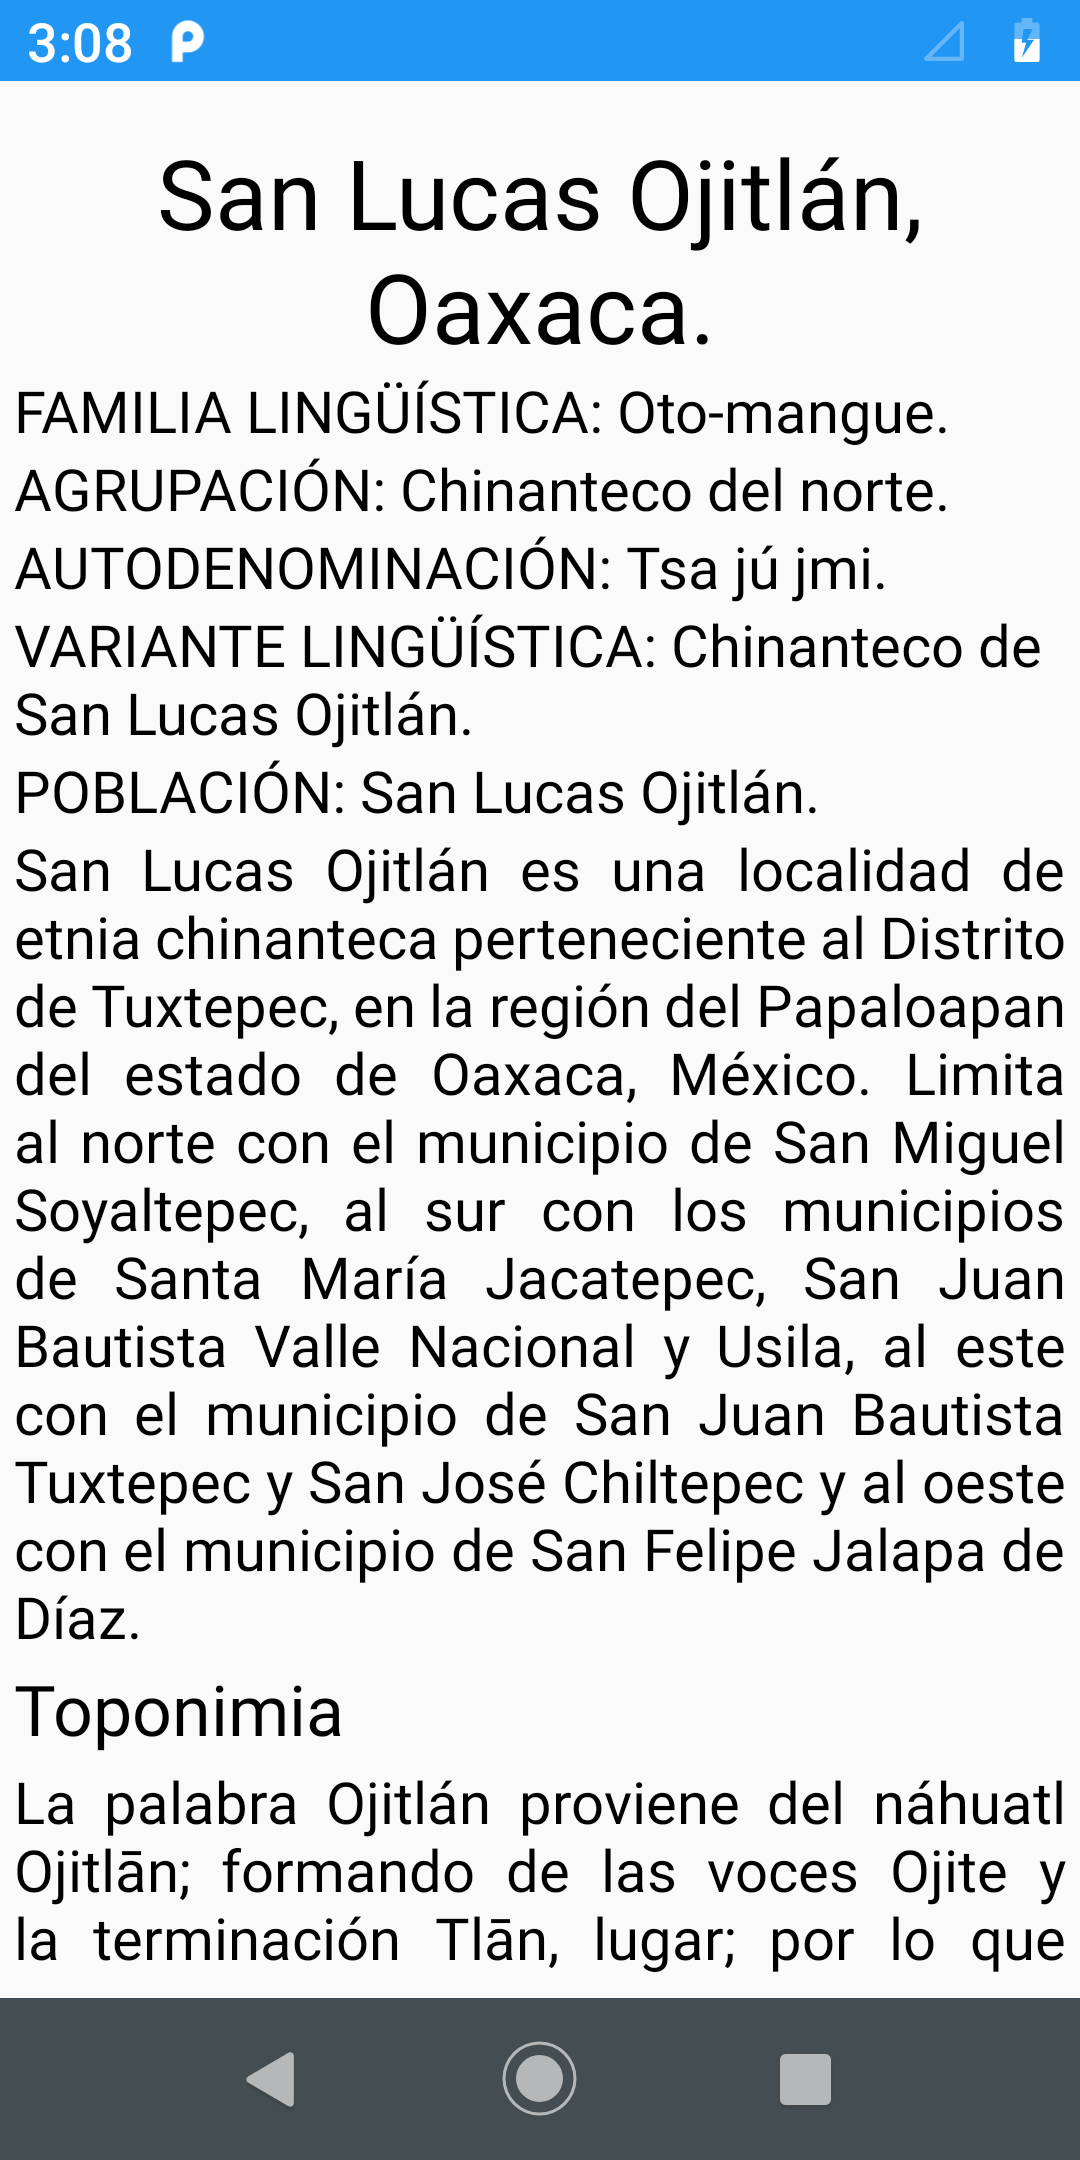 3:08
San Lucas Ojitlán,
Oaxaca.
FAMILIA LINGÜÍSTICA: Oto-mangue.
AGRUPACIÓN: Chinanteco del norte.
AUTODENOMINACIÓN: Tsa jú jmi.
VARIANTE LINGÜÍSTICA: Chinanteco de
San Lucas Ojitlán.
POBLACIÓN: San Lucas Ojitlán.
San Lucas Ojitlán es una localidad de
etnia chinanteca perteneciente al Distrito
de Tuxtepec, en la región del Papaloapan
del estado de Oaxaca, México. Limita
al norte con el municipio de San Miguel
Soyaltepec, al sur con los municipios
de Santa María Jacatepec, San Juan
Bautista Valle Nacional y Usila, al este
con el municipio de San Juan Bautista
Tuxtepec y San José Chiltepec y al oeste
con el municipio de San Felipe Jalapa de
Díaz.
Toponimia
La palabra Ojitlán proviene del náhuatl
Ojitlān; formando de las voces Ojite y
la terminación Tlān, lugar; por lo que